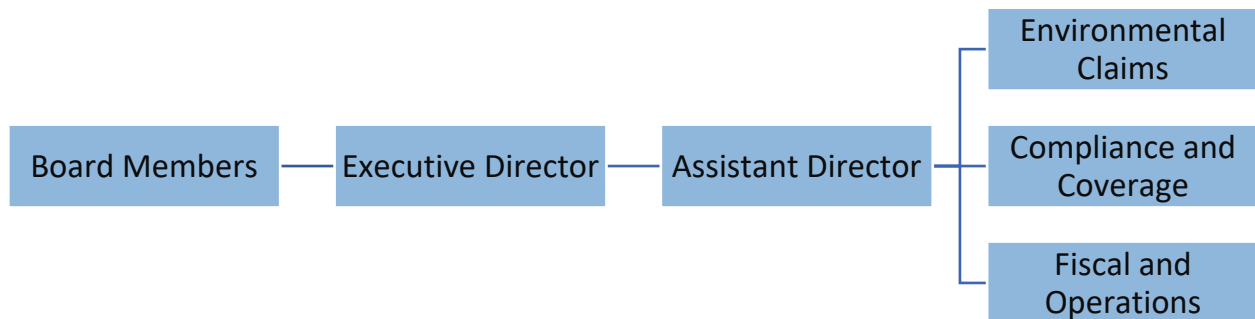 Board Members
Executive Director
Assistant Director
Environmental
Claims
Compliance and
Coverage
Fiscal and
Operations